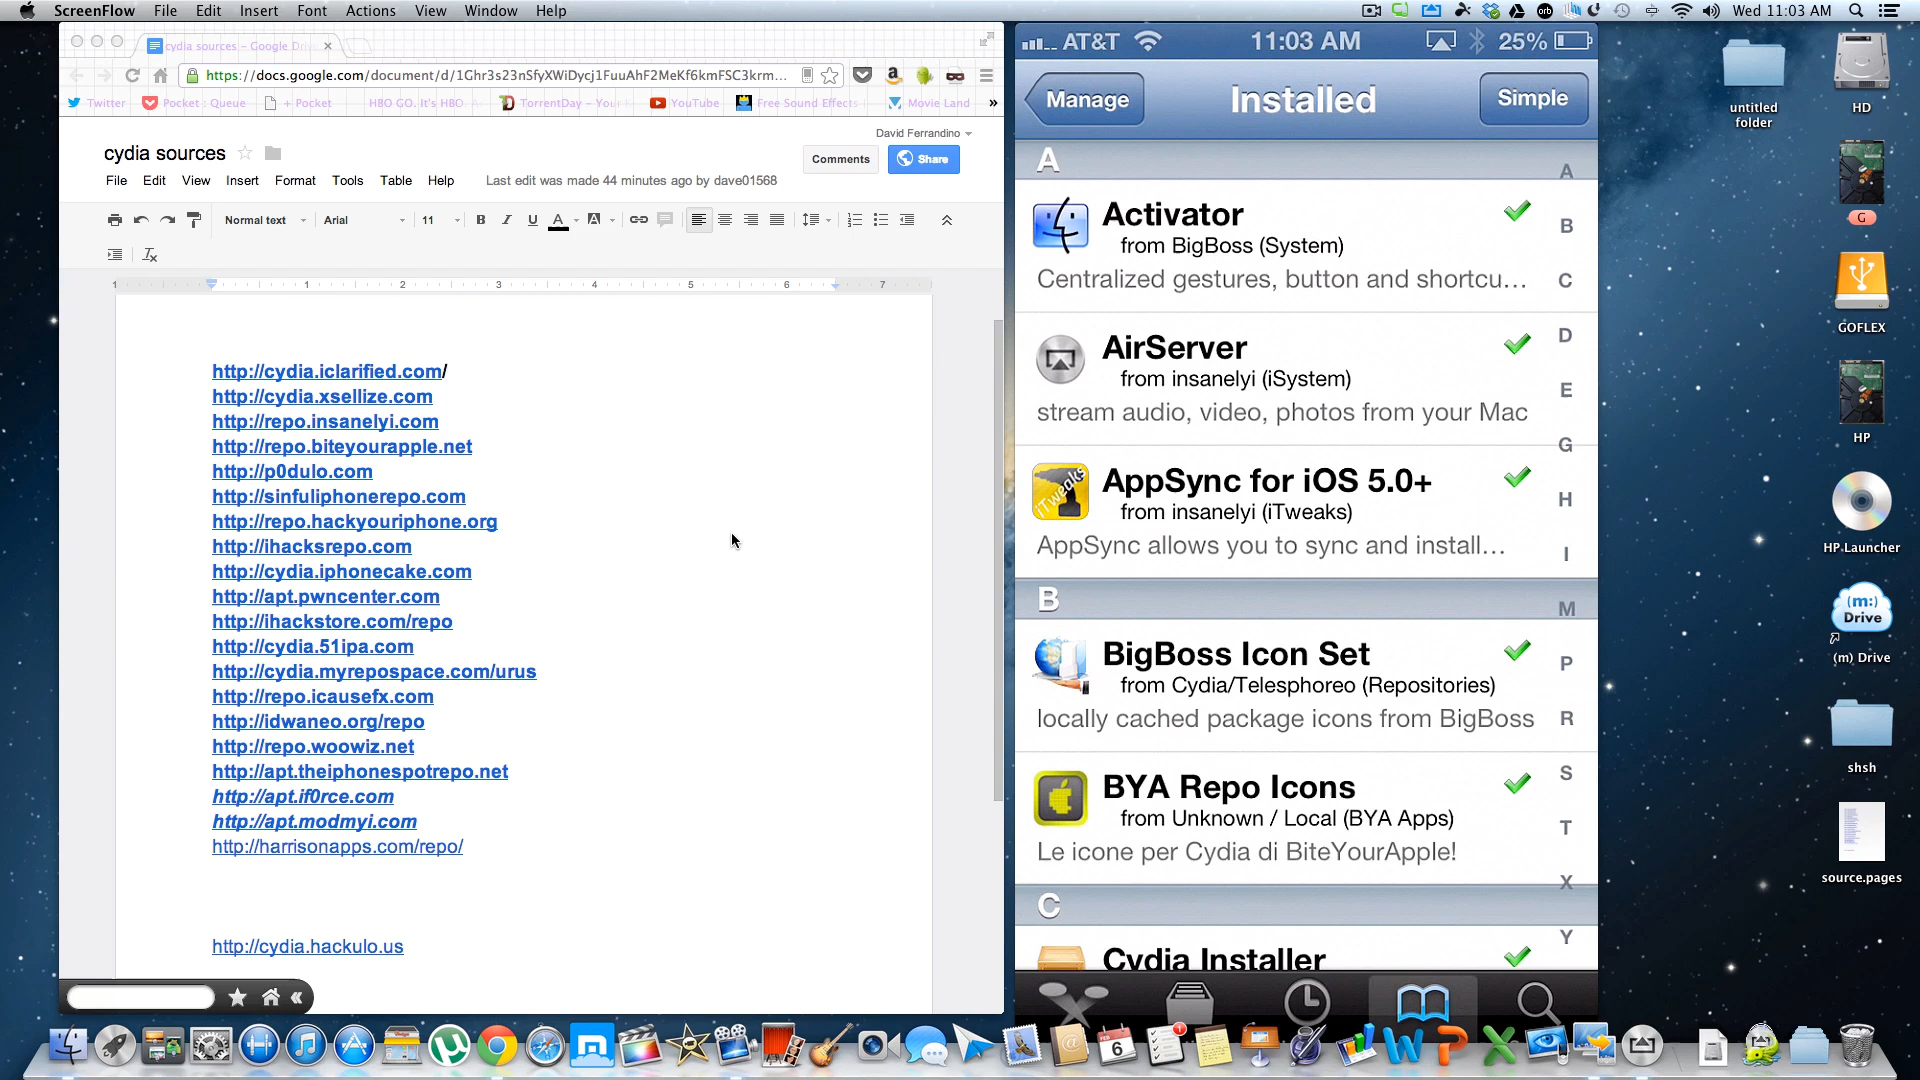 ScreenFlow File Edit Insert Font Actions View Window Help
Wed 11:03 AM
cydia sources – Google Dri
https://docs.google.com/document/d/1Ghr3s23nSfyXWiDycj1FuuAhF2MeKf6kmFSC3krm...
Twitter Pocket : Queue + Pocket HBO GO. It's HBO TorrentDay – Your YouTube Free Sound Effects Movie Land »
David Ferrandino
cydia sources
Comments Share
File Edit View Insert Format Tools Table Help Last edit was made 44 minutes ago by dave01568
Normal text Arial 11 B I U A A
1 1 2 3 4 5 6 7
http://cydia.iclarified.com/
http://cydia.xsellize.com
http://repo.insanelyi.com
http://repo.biteyourapple.net
http://p0dulo.com
http://sinfuliphonerepo.com
http://repo.hackyouriphone.org
http://ihacksrepo.com
http://cydia.iphonecake.com
http://apt.pwncenter.com
http://ihackstore.com/repo
http://cydia.51ipa.com
http://cydia.myrepospace.com/urus
http://repo.icausefx.com
http://idwaneo.org/repo
http://repo.woowiz.net
http://apt.theiphonespotrepo.net
http://apt.if0rce.com
http://apt.modmyi.com
http://harrisonapps.com/repo/
http://cydia.hackulo.us
AT&T 11:03 AM 25%
Manage Installed Simple
A
Activator
from BigBoss (System)
Centralized gestures, button and shortcu...
AirServer
from insanelyi (iSystem)
stream audio, video, photos from your Mac
AppSync for iOS 5.0+
from insanelyi (iTweaks)
AppSync allows you to sync and install...
iTweaks
B
BigBoss Icon Set
from Cydia/Telesphoreo (Repositories)
locally cached package icons from BigBoss
BYA Repo Icons
from Unknown / Local (BYA Apps)
Le icone per Cydia di BiteYourApple!
C
Cydia Installer
A
B
C
D
E
G
H
I
M
P
R
S
T
X
Y
untitled
folder
HD
G
GOFLEX
HP
HP Launcher
(m:)
Drive
(m) Drive
shsh
source.pages
6
1